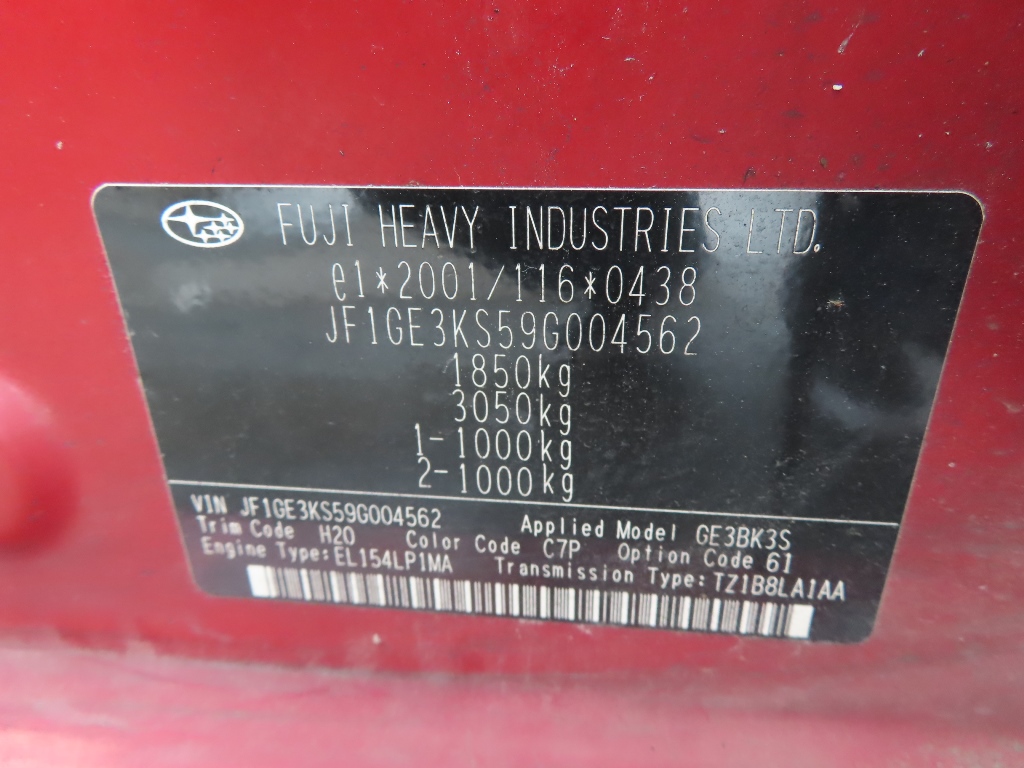 FUJI HEAVY INDUSTRIES LTD.
e1*2001/116*0438
JF1GE3KS59G004562
1850kg
3050kg
1-1000kg
2-1000kg
VIN JF1GE3KS59G004562 Applied Model GE3BK3S
Trim Code H20 Color Code C7P Option Code 61
Engine Type:EL154LP1MA Transmission Type:TZ1B8LA1AA